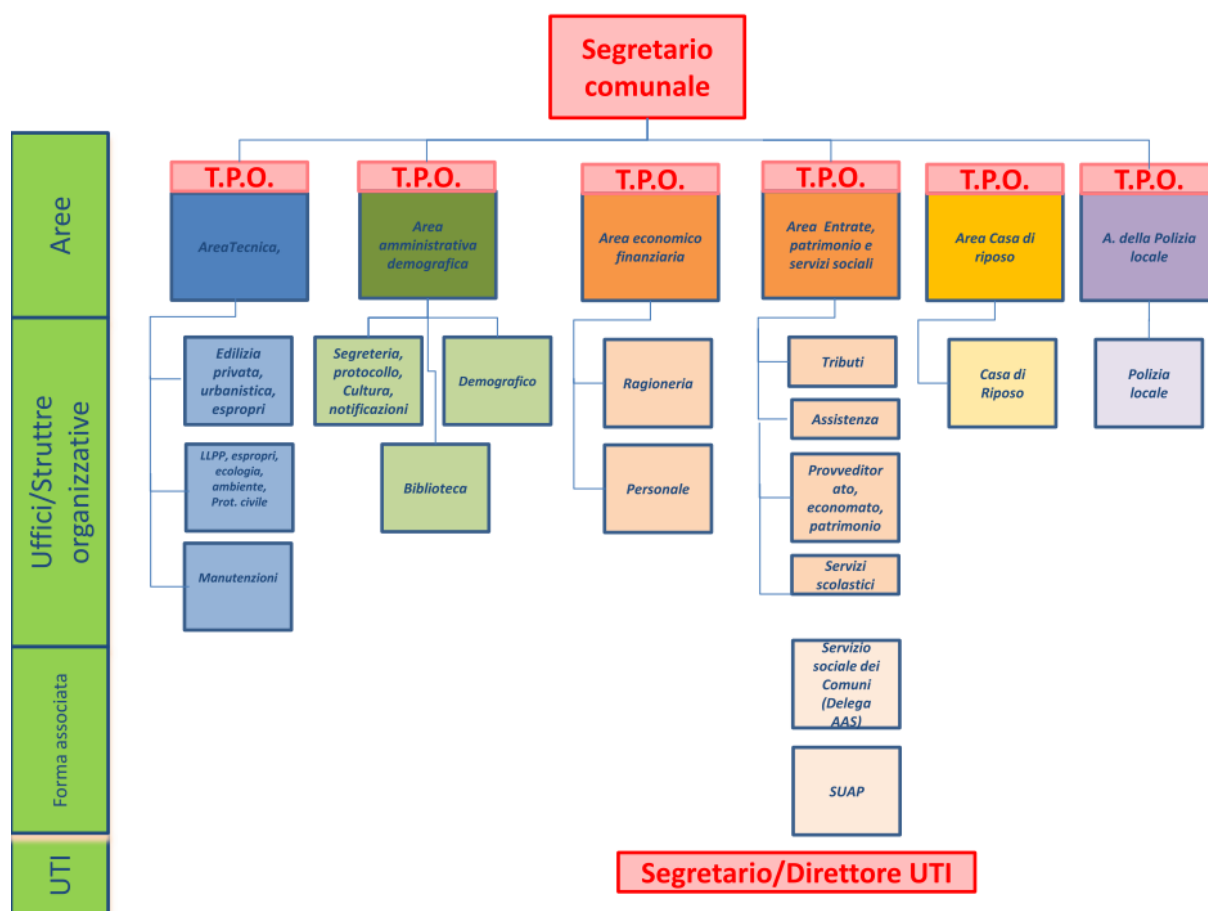 Segretario
comunale
Aree
T.P.O.
T.P.O.
T.P.O.
T.P.O.
T.P.O.
T.P.O.
AreaTecnica,
Area
amministrativa
demografica
Area economico
finanziaria
Area Entrate,
patrimonio e
servizi sociali
Area Casa di
riposo
A. della Polizia
locale
Uffici/Struttre
organizzative
Edilizia
privata,
urbanistica,
espropri
LLPP, espropri,
ecologia,
ambiente,
Prot. civile
Manutenzioni
Segreteria,
protocollo,
Cultura,
notificazioni
Demografico
Biblioteca
Ragioneria
Personale
Tributi
Assistenza
Provveditor
ato,
economato,
patrimonio
Servizi
scolastici
Casa di
Riposo
Polizia
locale
Forma associata
Servizio
sociale dei
Comuni
(Delega
AAS)
SUAP
UTI
Segretario/Direttore UTI